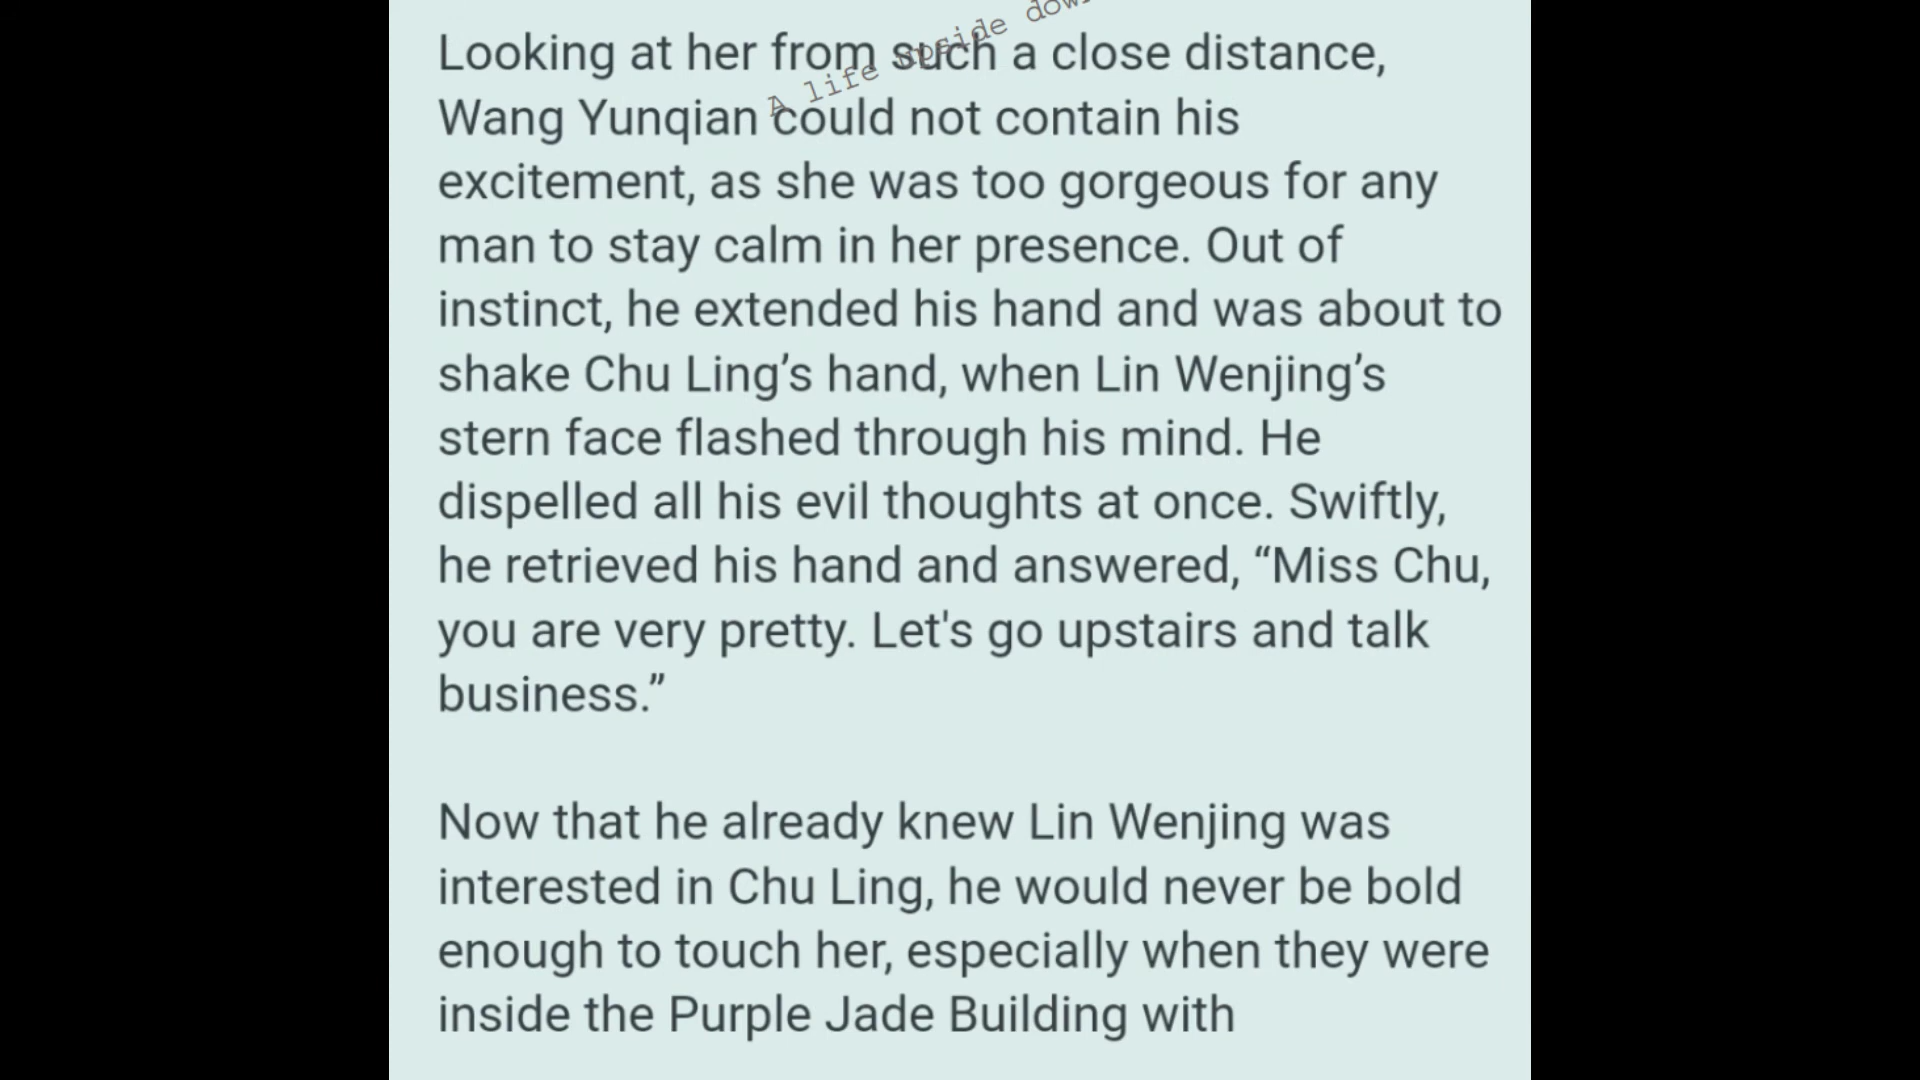 A life upside dow
Looking at her from such a close distance,
Wang Yunqian could not contain his
excitement, as she was too gorgeous for any
man to stay calm in her presence. Out of
instinct, he extended his hand and was about to
shake Chu Ling’s hand, when Lin Wenjing’s
stern face flashed through his mind. He
dispelled all his evil thoughts at once. Swiftly,
he retrieved his hand and answered, “Miss Chu,
you are very pretty. Let's go upstairs and talk
business.”
Now that he already knew Lin Wenjing was
interested in Chu Ling, he would never be bold
enough to touch her, especially when they were
inside the Purple Jade Building with